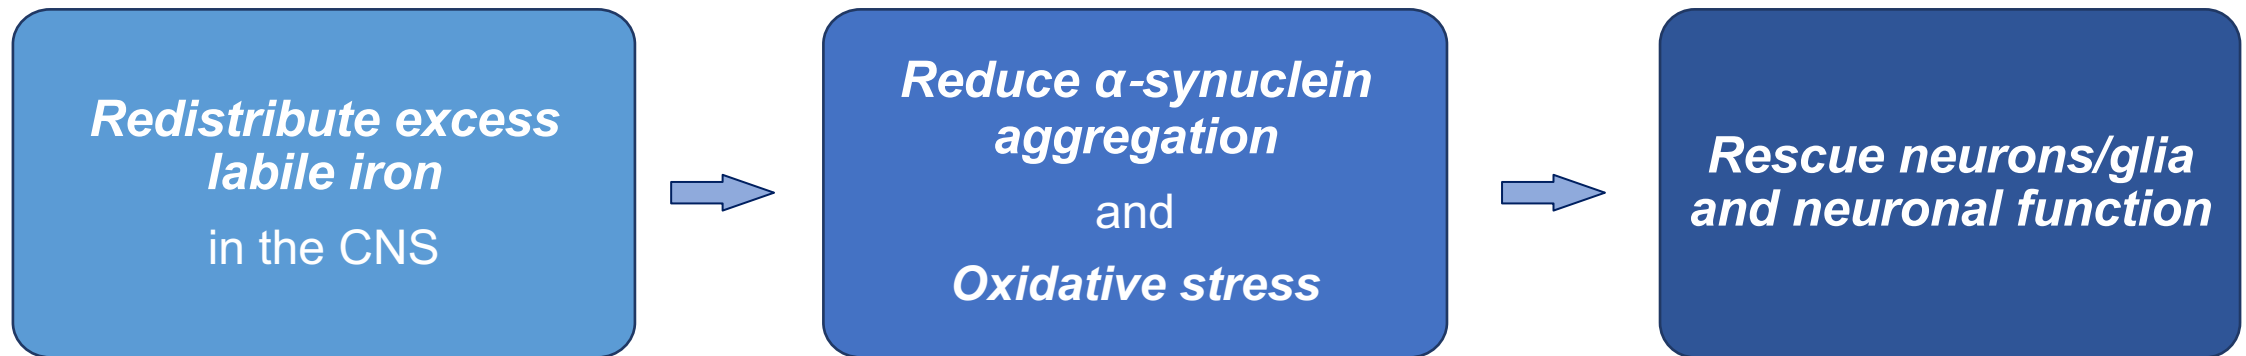 Redistribute excess
labile iron
in the CNS
Reduce α-synuclein
aggregation
and
Oxidative stress
Rescue neurons/glia
and neuronal function